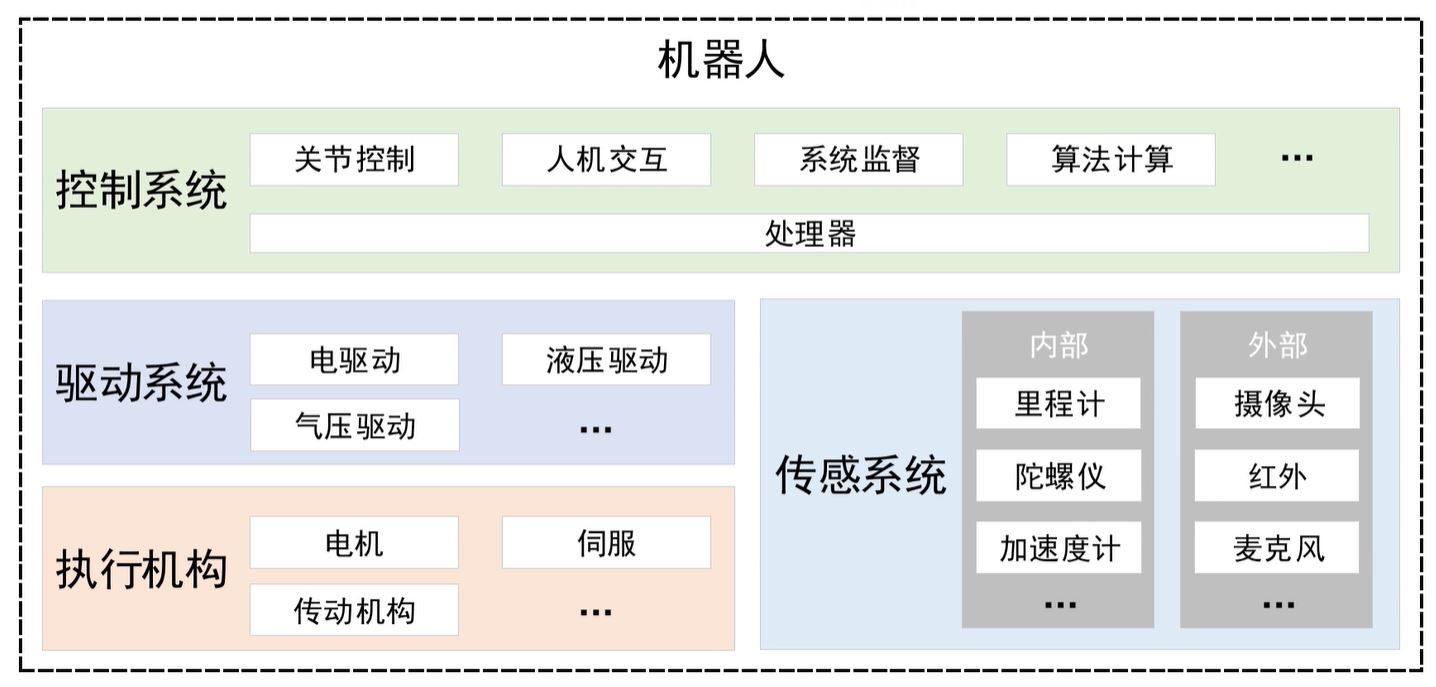 机器人
控制系统
关节控制
人机交互
系统监督
算法计算
...
处理器
驱动系统
电驱动
液压驱动
气压驱动
...
执行机构
电机
伺服
传动机构
...
传感系统
内部
里程计
陀螺仪
加速度计
...
外部
摄像头
红外
麦克风
...